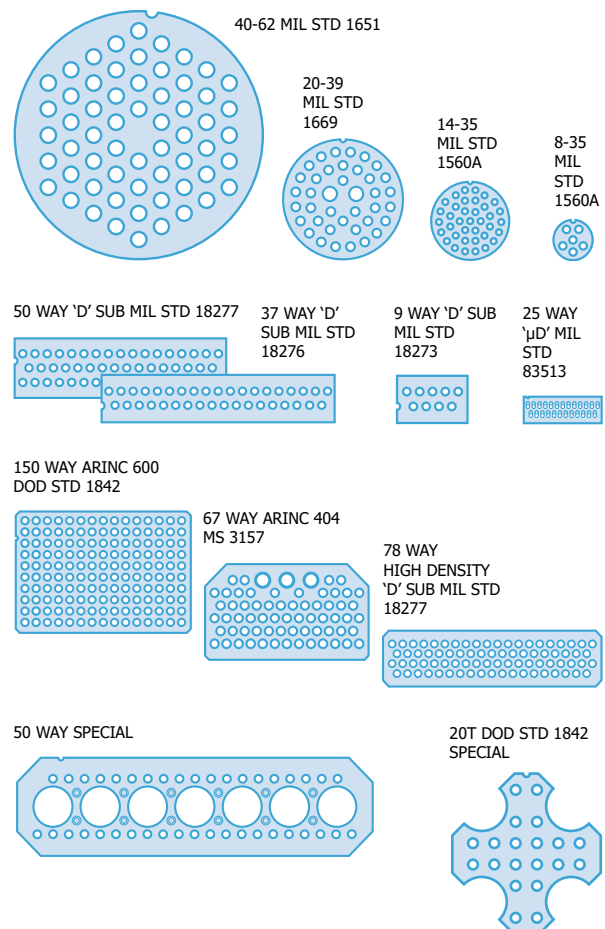 40-62 MIL STD 1651
20-39
MIL STD
1669
14-35
MIL STD
1560A
8-35
MIL
STD
1560A
50 WAY ‘D’ SUB MIL STD 18277
37 WAY ‘D’
SUB MIL STD
18276
9 WAY ‘D’ SUB
MIL STD
18273
25 WAY
‘µD’ MIL
STD
83513
150 WAY ARINC 600
DOD STD 1842
67 WAY ARINC 404
MS 3157
78 WAY
HIGH DENSITY
‘D’ SUB MIL STD
18277
50 WAY SPECIAL
20T DOD STD 1842
SPECIAL